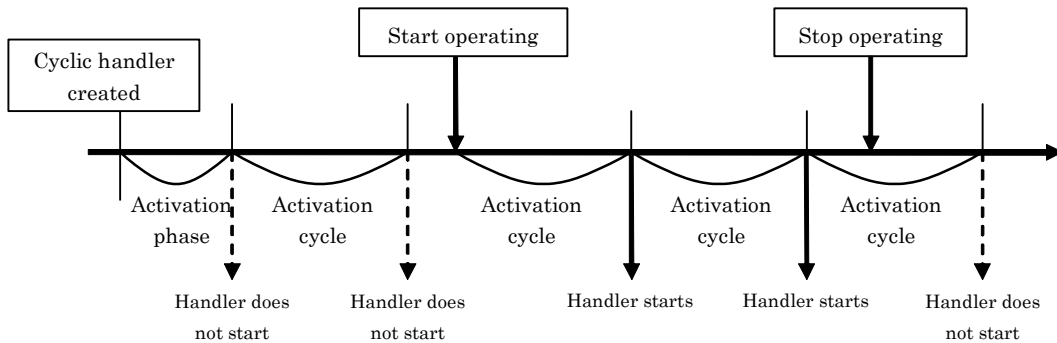 Start operating
Stop operating
Cyclic handler
created
Activation
phase
Activation
cycle
Activation
cycle
Activation
cycle
Activation
cycle
Handler does
not start
Handler does
not start
Handler starts
Handler starts
Handler does
not start